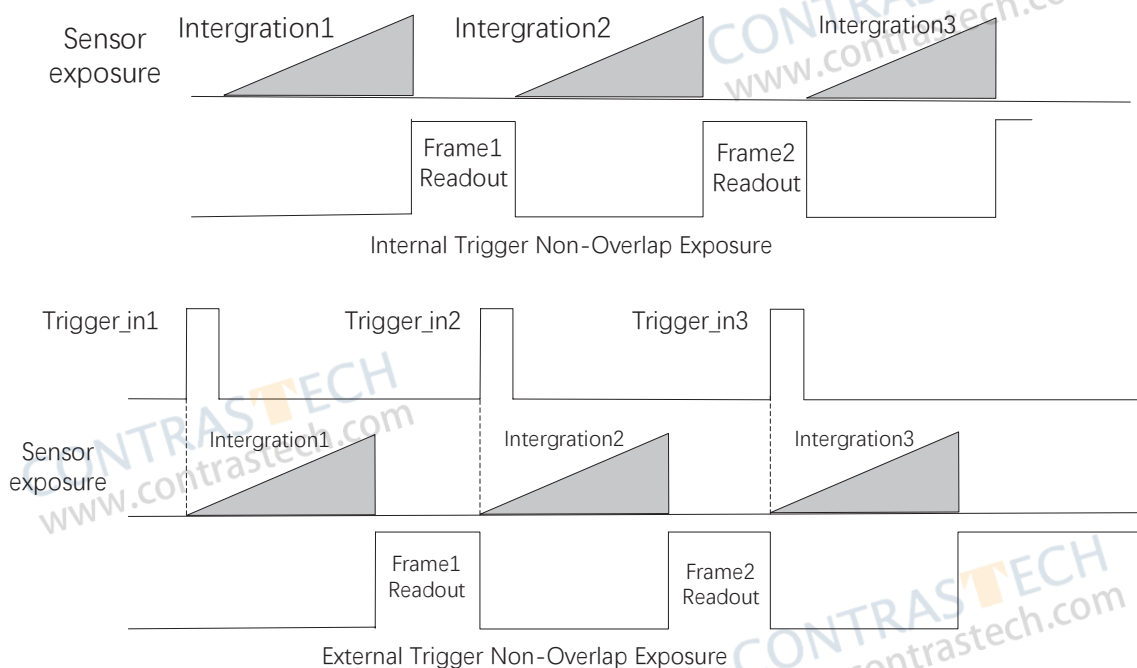 CONTRASTECH
www.contrastech.com
Sensor
exposure
Intergration1
Intergration2
Intergration3
Frame1
Readout
Frame2
Readout
Internal Trigger Non-Overlap Exposure
Trigger_in1
Trigger_in2
Trigger_in3
CONTRASTECH
www.contrastech.com
Sensor
exposure
Intergration1
Intergration2
Intergration3
Frame1
Readout
Frame2
Readout
External Trigger Non-Overlap Exposure
CONTRASTECH
contrastech.com